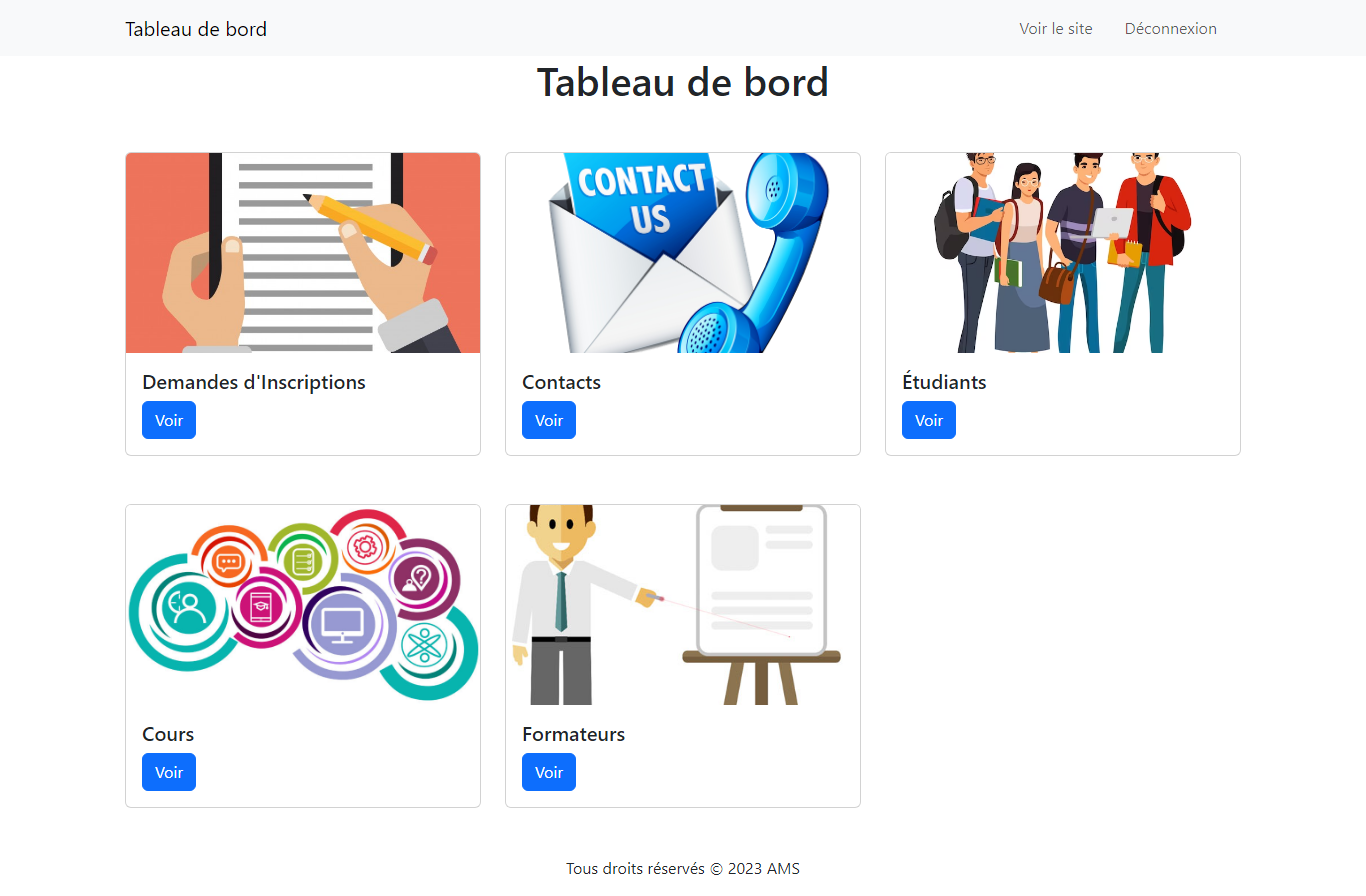 Tableau de bord
Voir le site
Déconnexion
Tableau de bord
CONTACT
US
Demandes d'Inscriptions
Voir
Contacts
Voir
Étudiants
Voir
Cours
Voir
Formateurs
Voir
Tous droits réservés © 2023 AMS